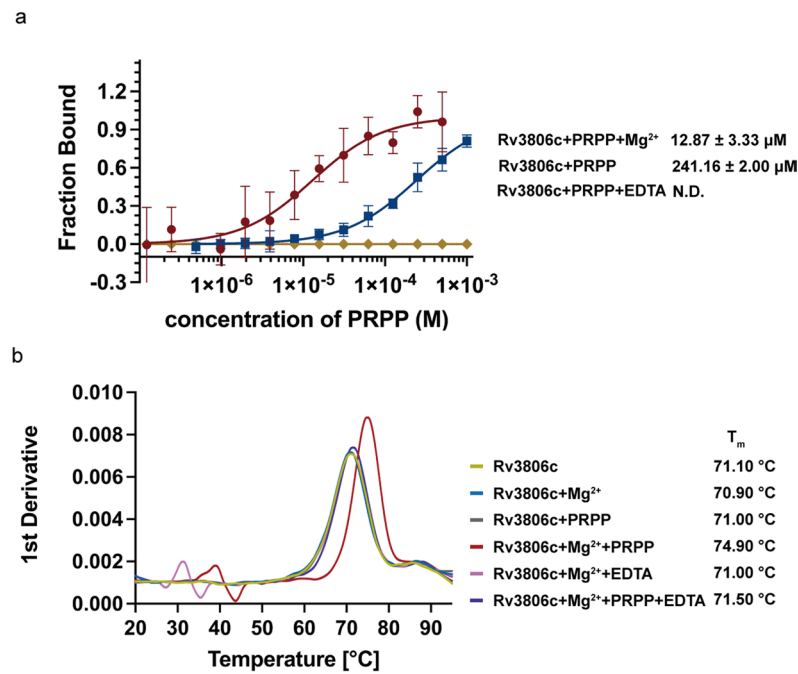 a
1.2
0.9
0.6
0.3
0.0
-0.3
Fraction Bound
1×10⁻⁶
1×10⁻⁵
1×10⁻⁴
1×10⁻³
concentration of PRPP (M)
Rv3806c+PRPP+Mg²⁺ 12.87 ± 3.33 μM
Rv3806c+PRPP 241.16 ± 2.00 μM
Rv3806c+PRPP+EDTA N.D.
b
0.010
0.008
0.006
0.004
0.002
0.000
1st Derivative
20 30 40 50 60 70 80 90
Temperature [°C]
Tₘ
Rv3806c 71.10 °C
Rv3806c+Mg²⁺ 70.90 °C
Rv3806c+PRPP 71.00 °C
Rv3806c+Mg²⁺+PRPP 74.90 °C
Rv3806c+Mg²⁺+EDTA 71.00 °C
Rv3806c+Mg²⁺+PRPP+EDTA 71.50 °C